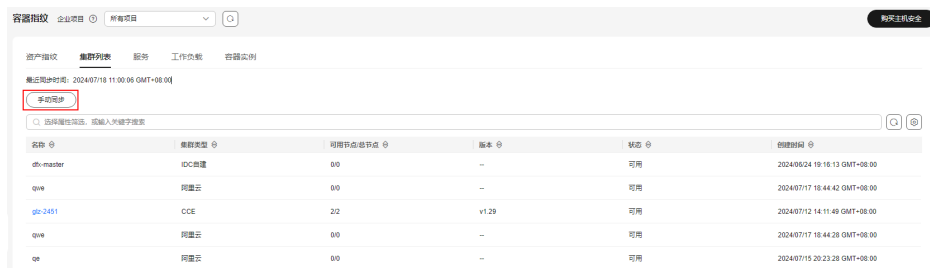 容器指纹 企业项目 所有项目 购买主机安全
资产指纹 集群列表 服务 工作负载 容器实例
最近同步时间：2024/07/18 11:00:06 GMT+08:00
手动同步
选择属性筛选，或输入关键字搜索
名称 集群类型 可用节点/总节点 版本 状态 创建时间
dfx-master IDC自建 0/0 -- 可用 2024/06/24 19:16:13 GMT+08:00
qwe 阿里云 0/0 -- 可用 2024/07/17 18:44:42 GMT+08:00
glz-2451 CCE 2/2 v1.29 可用 2024/07/12 14:11:49 GMT+08:00
qwe 阿里云 0/0 -- 可用 2024/07/17 18:44:28 GMT+08:00
qe 阿里云 0/0 -- 可用 2024/07/15 20:23:28 GMT+08:00